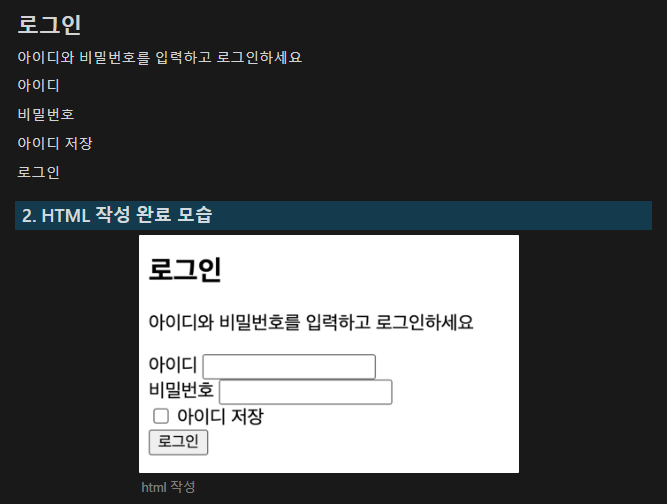 로그인
아이디와 비밀번호를 입력하고 로그인하세요
아이디
비밀번호
아이디 저장
로그인
2. HTML 작성 완료 모습
로그인
아이디와 비밀번호를 입력하고 로그인하세요
아이디
비밀번호
아이디 저장
로그인
html 작성